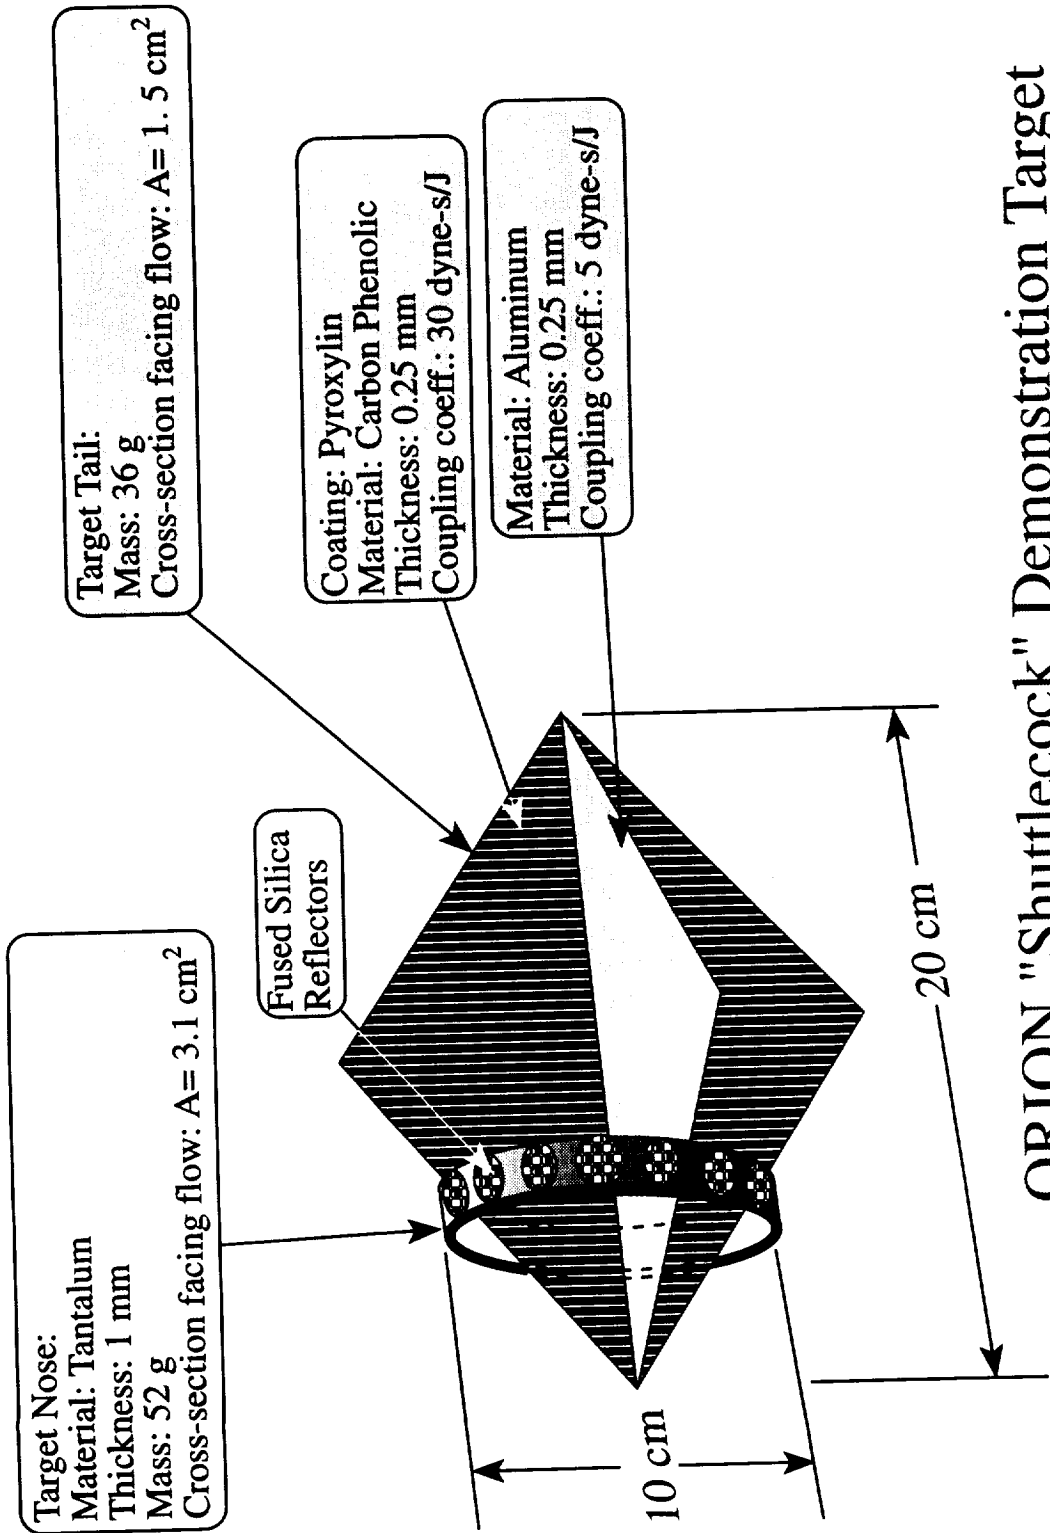 Target Nose:
Material: Tantalum
Thickness: 1 mm
Mass: 52 g
Cross-section facing flow: A= 3.1 cm²
Target Tail:
Mass: 36 g
Cross-section facing flow: A= 1. 5 cm²
Fused Silica
Reflectors
Coating: Pyroxylin
Material: Carbon Phenolic
Thickness: 0.25 mm
Coupling coeff.: 30 dyne-s/J
Material: Aluminum
Thickness: 0.25 mm
Coupling coeff.: 5 dyne-s/J
10 cm
20 cm
ORION "Shuttlecock" Demonstration Target